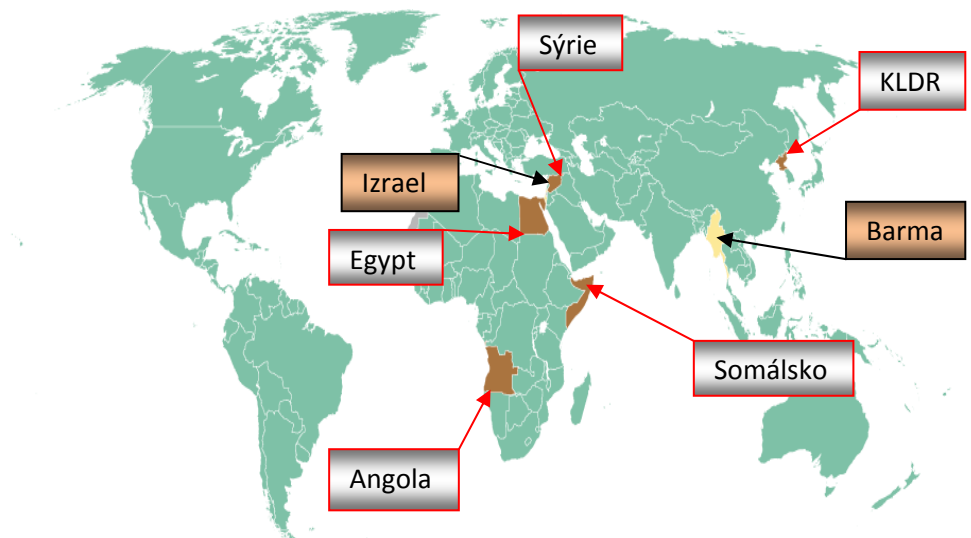 Sýrie
KLDR
Izrael
Barma
Egypt
Somálsko
Angola